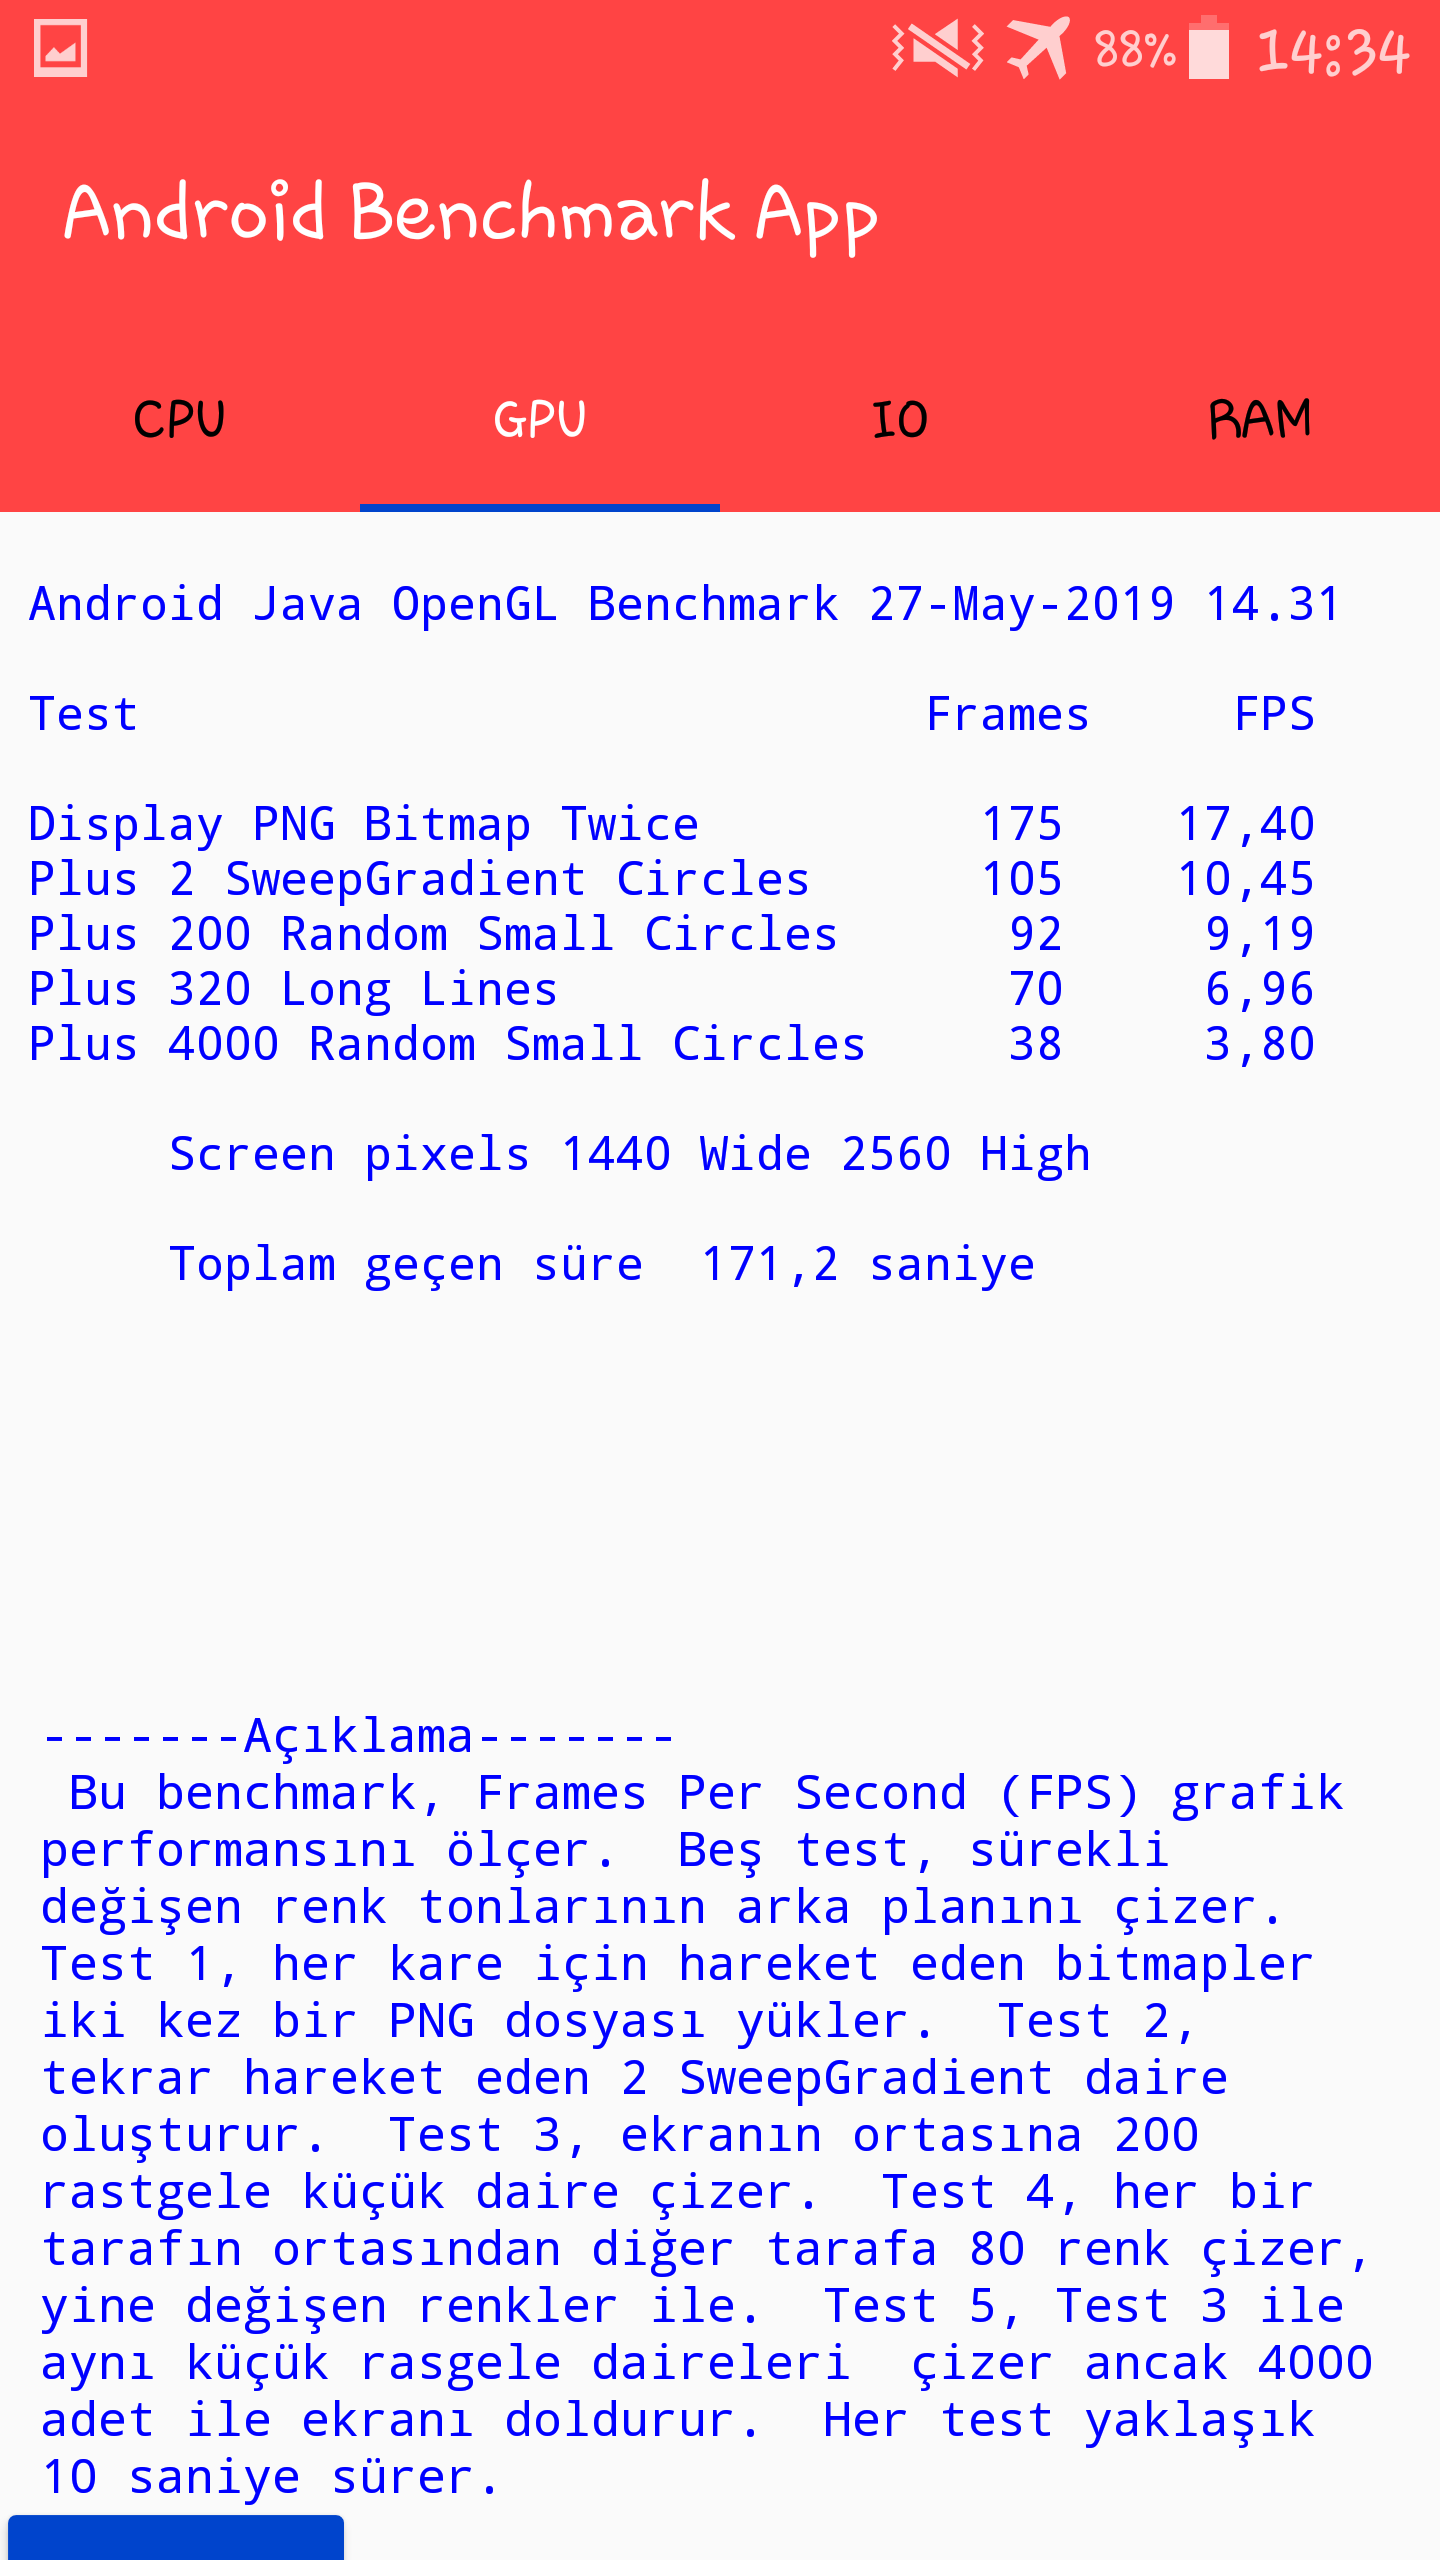 88% 14:34
Android Benchmark App
CPU GPU IO RAM
Android Java OpenGL Benchmark 27-May-2019 14.31
Test Frames FPS
Display PNG Bitmap Twice 175 17,40
Plus 2 SweepGradient Circles 105 10,45
Plus 200 Random Small Circles 92 9,19
Plus 320 Long Lines 70 6,96
Plus 4000 Random Small Circles 38 3,80
Screen pixels 1440 Wide 2560 High
Toplam geçen süre 171,2 saniye
-------Açıklama-------
Bu benchmark, Frames Per Second (FPS) grafik
performansını ölçer. Beş test, sürekli
değişen renk tonlarının arka planını çizer.
Test 1, her kare için hareket eden bitmapler
iki kez bir PNG dosyası yükler. Test 2,
tekrar hareket eden 2 SweepGradient daire
oluşturur. Test 3, ekranın ortasına 200
rastgele küçük daire çizer. Test 4, her bir
tarafın ortasından diğer tarafa 80 renk çizer,
yine değişen renkler ile. Test 5, Test 3 ile
aynı küçük rasgele daireleri çizer ancak 4000
adet ile ekranı doldurur. Her test yaklaşık
10 saniye sürer.